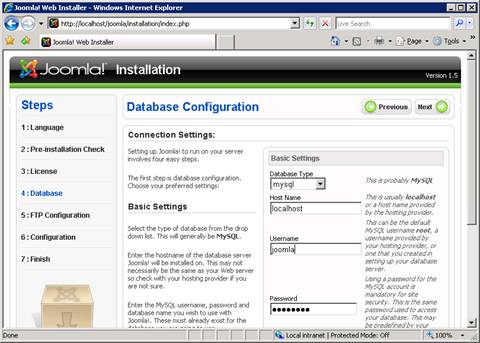 Joomla! Web Installer - Windows Internet Explorer
http://localhost/joomla/installation/index.php
Live Search
Joomla! Web Installer
Page
Tools
Joomla! Installation
Version 1.5
Steps
1 : Language
2 : Pre-installation Check
3 : License
4 : Database
5 : FTP Configuration
6 : Configuration
7 : Finish
Database Configuration
Previous
Next
Connection Settings:
Setting up Joomla! to run on your server
involves four easy steps.
The first step is database configuration.
Choose your preferred settings:
Basic Settings
Select the type of database from the drop
down list. This will generally be MySQL.
Enter the hostname of the database server
Joomla! will be installed on. This may not
necessarily be the same as your Web server
so check with your hosting provider if you
are not sure.
Enter the MySQL username, password and
database name you wish to use with
Joomla!. These must already exist for the
Basic Settings
Database Type
mysql
This is probably MySQL
Host Name
localhost
This is usually localhost
or a host name provided
by the hosting provider.
Username
joomla
This can be the default
MySQL username root, a
username provided by
your hosting provider, or
one that you created in
setting up your database
server.
Password
Using a password for the
MySQL account is
mandatory for site
security. This is the same
password used to access
your database. This may
be predefined by your
Done
Local intranet | Protected Mode: Off
100%